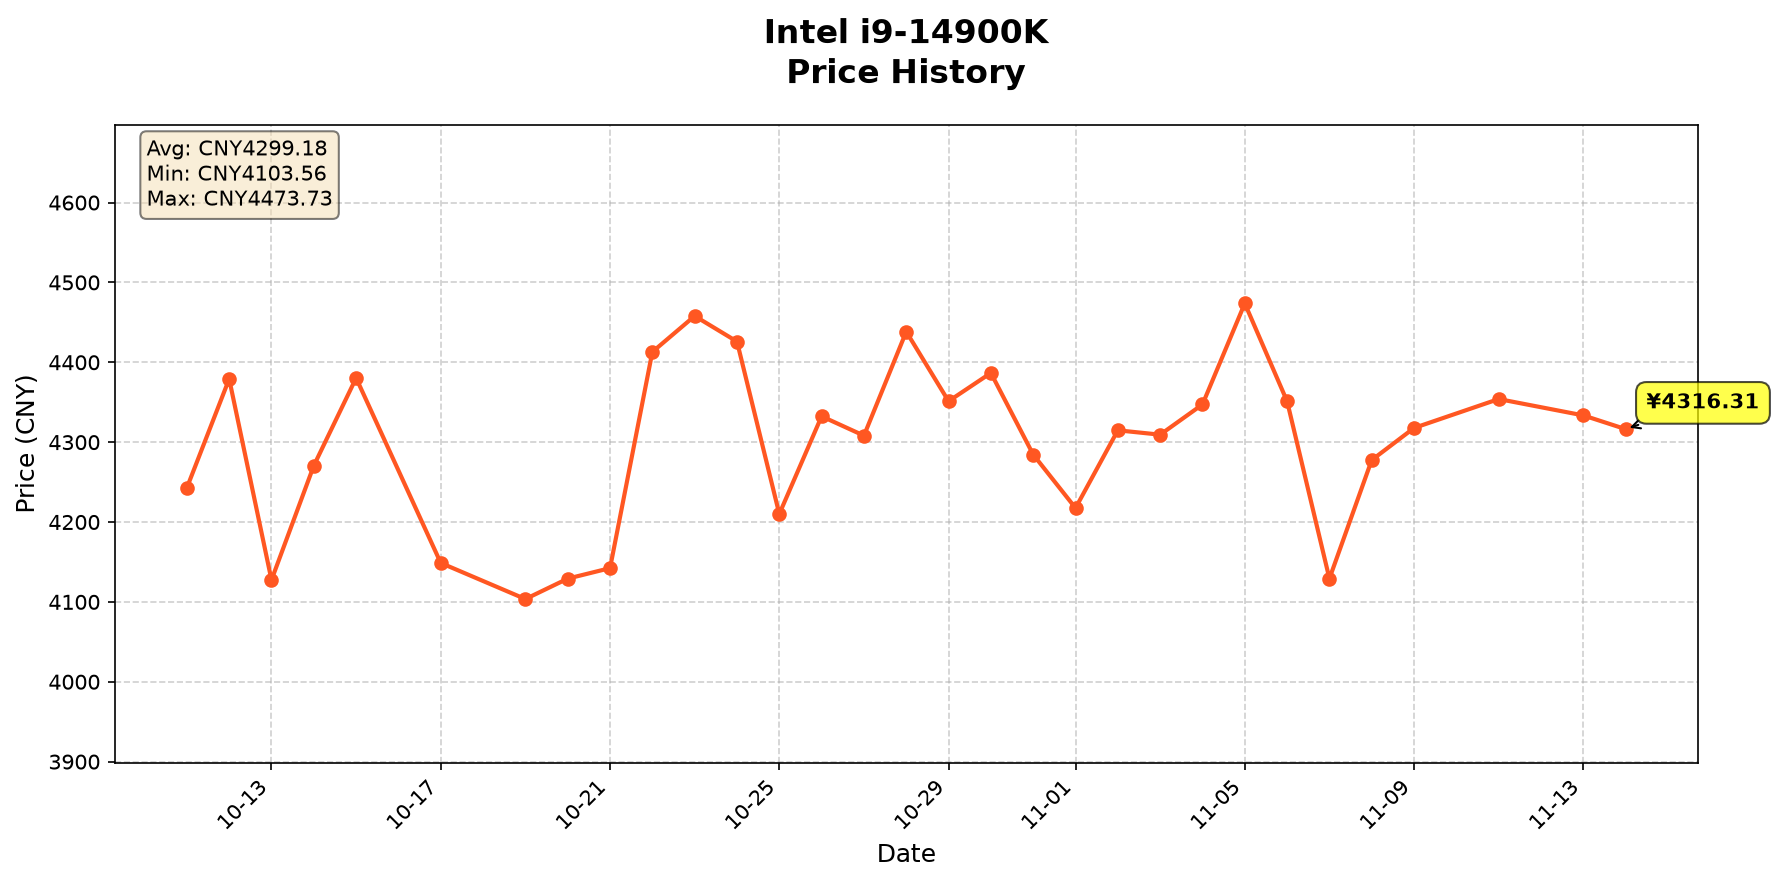 Intel i9-14900K
Price History
Avg: CNY4299.18
Min: CNY4103.56
Max: CNY4473.73
4600
4500
4400
4300
4200
4100
4000
3900
Price (CNY)
¥4316.31
10-13
10-17
10-21
10-25
10-29
11-01
11-05
11-09
11-13
Date